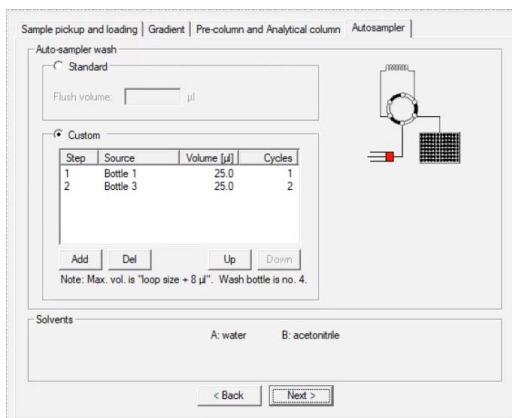 Sample pickup and loading Gradient Pre-column and Analytical column Autosampler
Auto-sampler wash
Standard
Flush volume: µl
Custom
Step Source Volume [µl] Cycles
1 Bottle 1 25.0 1
2 Bottle 3 25.0 2
Add Del Up Down
Note: Max. vol. is "loop size + 8 µl". Wash bottle is no. 4.
Solvents
A: water B: acetonitrile
< Back Next >